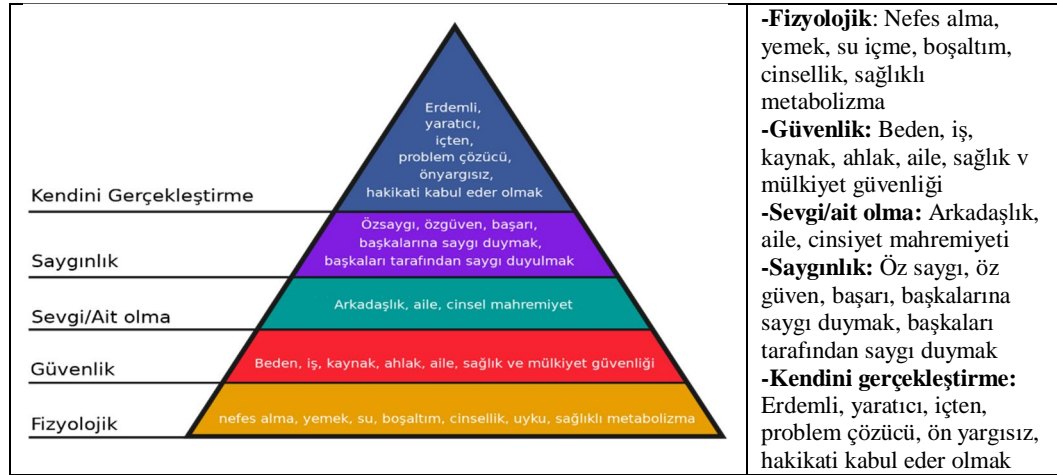 Erdemli,
yaratıcı,
içten,
problem çözücü,
önyargısız,
hakikati kabul eder olmak
Kendini Gerçekleştirme
Özsaygı, özgüven, başarı,
başkalarına saygı duymak,
başkaları tarafından saygı duyulmak
Saygınlık
Arkadaşlık, aile, cinsel mahremiyet
Sevgi/Ait olma
Beden, iş, kaynak, ahlak, aile, sağlık ve mülkiyet güvenliği
Güvenlik
nefes alma, yemek, su, boşaltım, cinsellik, uyku, sağlıklı metabolizma
Fizyolojik
-Fizyolojik: Nefes alma,
yemek, su içme, boşaltım,
cinsellik, sağlıklı
metabolizma
-Güvenlik: Beden, iş,
kaynak, ahlak, aile, sağlık v
mülkiyet güvenliği
-Sevgi/ait olma: Arkadaşlık,
aile, cinsiyet mahremiyeti
-Saygınlık: Öz saygı, öz
güven, başarı, başkalarına
saygı duymak, başkaları
tarafından saygı duymak
-Kendini gerçekleştirme:
Erdemli, yaratıcı, içten,
problem çözücü, ön yargısız,
hakikati kabul eder olmak